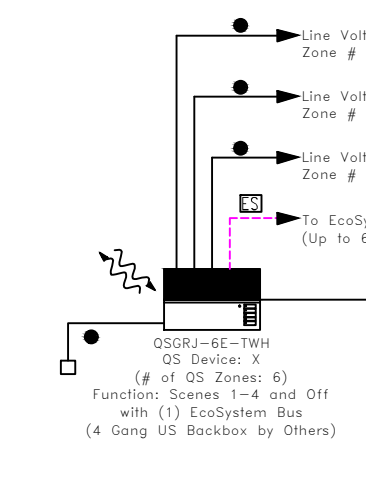 Line Volt
Zone #
Line Volt
Zone #
Line Volt
Zone #
ES
To EcoSy
(Up to 6
QSGRJ-6E-TWH
QS Device: X
(# of QS Zones: 6)
Function: Scenes 1-4 and Off
with (1) EcoSystem Bus
(4 Gang US Backbox by Others)